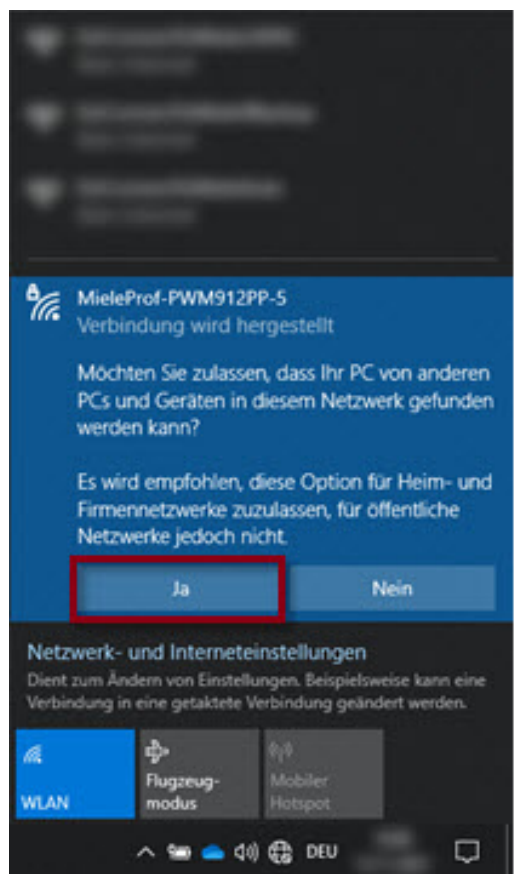 MieleProf-PWM912PP-5
Verbindung wird hergestellt
Möchten Sie zulassen, dass Ihr PC von anderen
PCs und Geräten in diesem Netzwerk gefunden
werden kann?
Es wird empfohlen, diese Option für Heim- und
Firmennetzwerke zuzulassen, für öffentliche
Netzwerke jedoch nicht.
Ja Nein
Netzwerk- und Interneteinstellungen
Dient zum Ändern von Einstellungen. Beispielsweise kann eine
Verbindung in eine getaktete Verbindung geändert werden.
WLAN
Flugzeug-
modus
Mobiler
Hotspot
DEU